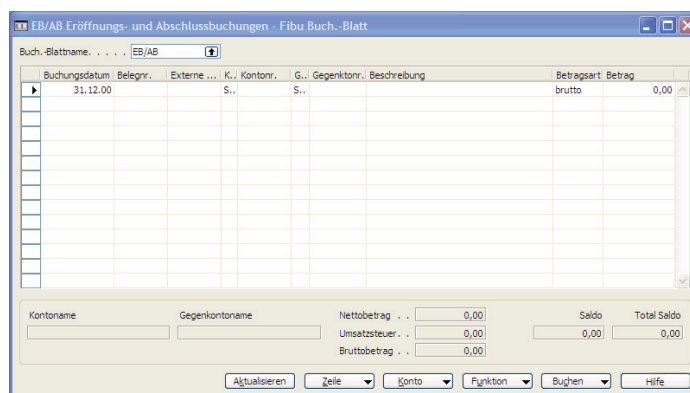 EB/AB Eröffnungs- und Abschlussbuchungen - Fibu Buch.-Blatt
Buch.-Blattname. . . . . EB/AB
Buchungsdatum Belegnr. Externe ... K.. Kontonr. G.. Gegenktonr. Beschreibung Betragsart Betrag
31.12.00 S.. S.. brutto 0,00
Kontoname Gegenkontoname Nettobetrag . . 0,00 Saldo Total Saldo
Umsatzsteuer. . 0,00 0,00 0,00
Bruttobetrag . . 0,00
Aktualisieren Zeile Konto Funktion Buchen Hilfe